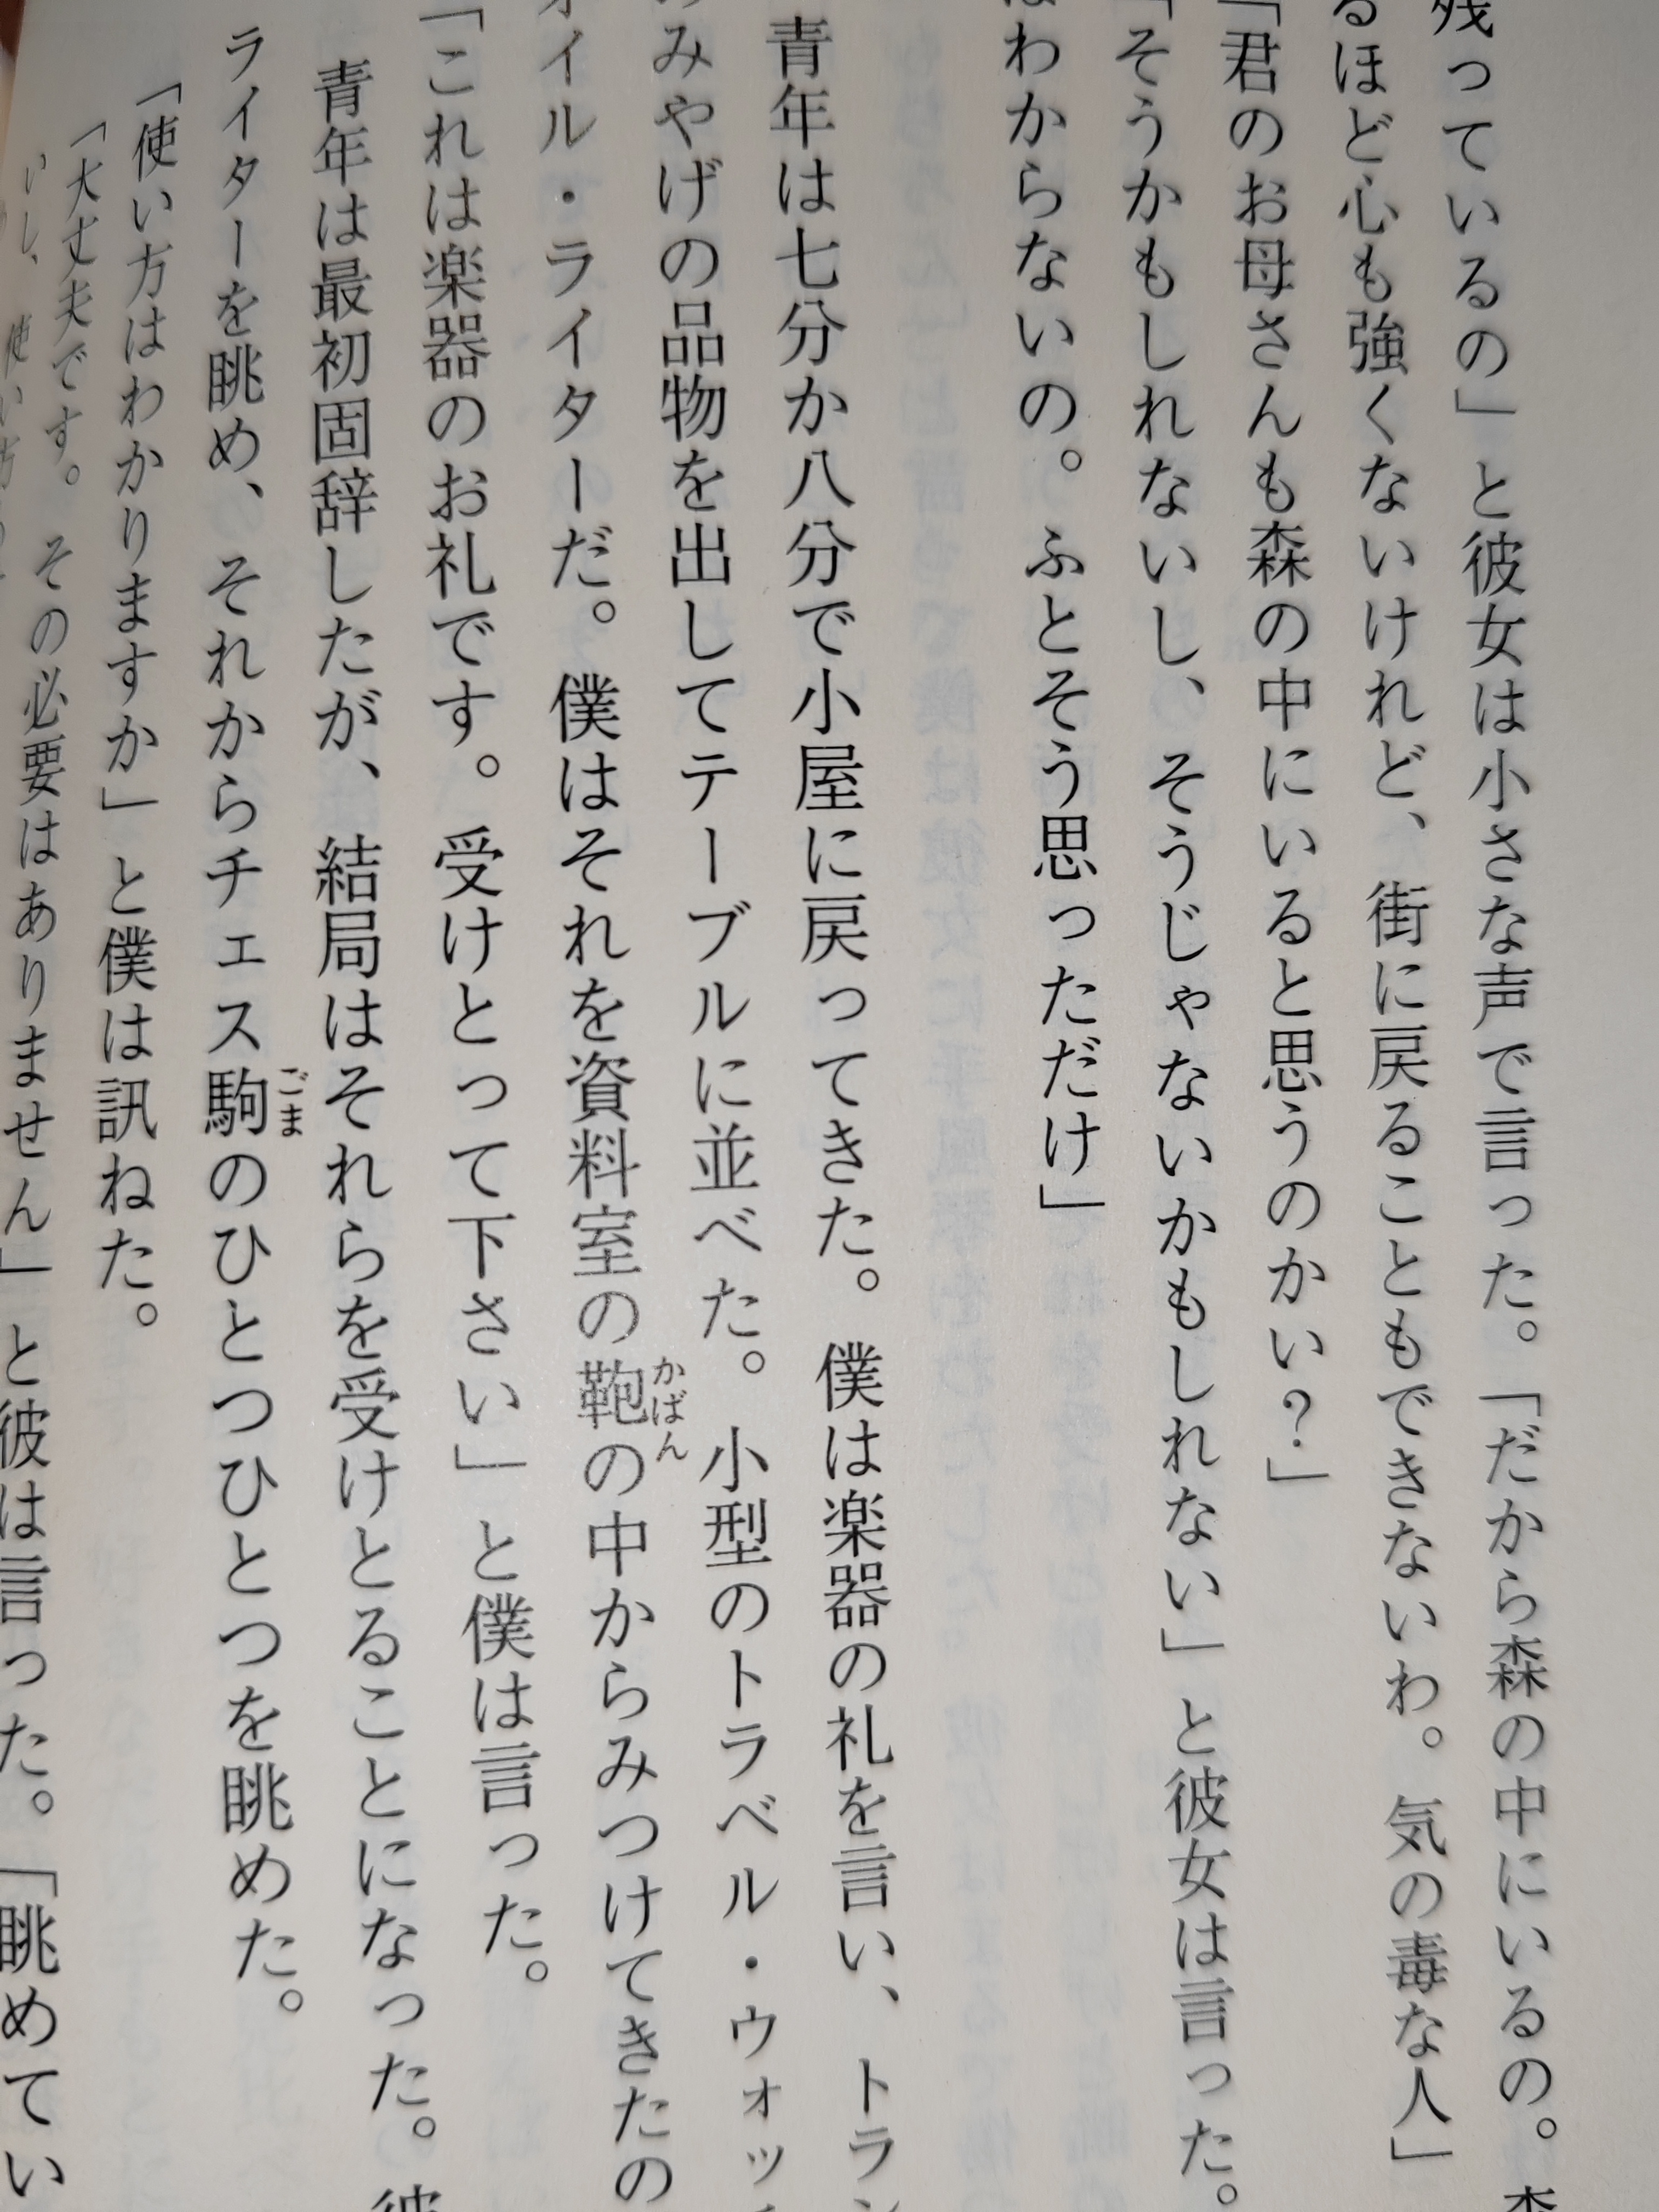 残っているの」と彼女は小さな声で言った。「だから森の中にいるの。森
るほど心も強くないけれど、街に戻ることもできないわ。気の毒な人」
「君のお母さんも森の中にいると思うのかい?」
「そうかもしれないし、そうじゃないかもしれない」と彼女は言った。
はわからないの。ふとそう思っただけ」
青年は七分か八分で小屋に戻ってきた。僕は楽器の礼を言い、トラン
みやげの品物を出してテーブルに並べた。小型のトラベル・ウォッチ
オイル・ライターだ。僕はそれを資料室の鞄の中からみつけてきたの
かばん
「これは楽器のお礼です。受けとって下さい」と僕は言った。
青年は最初固辞したが、結局はそれらを受けとることになった。彼
ライターを眺め、それからチェス駒のひとつひとつを眺めた。
ごま
「使い方はわかりますか」と僕は訊ねた。
「大丈夫です。その必要はありません」と彼は言った。「眺めてい
いし、使い方